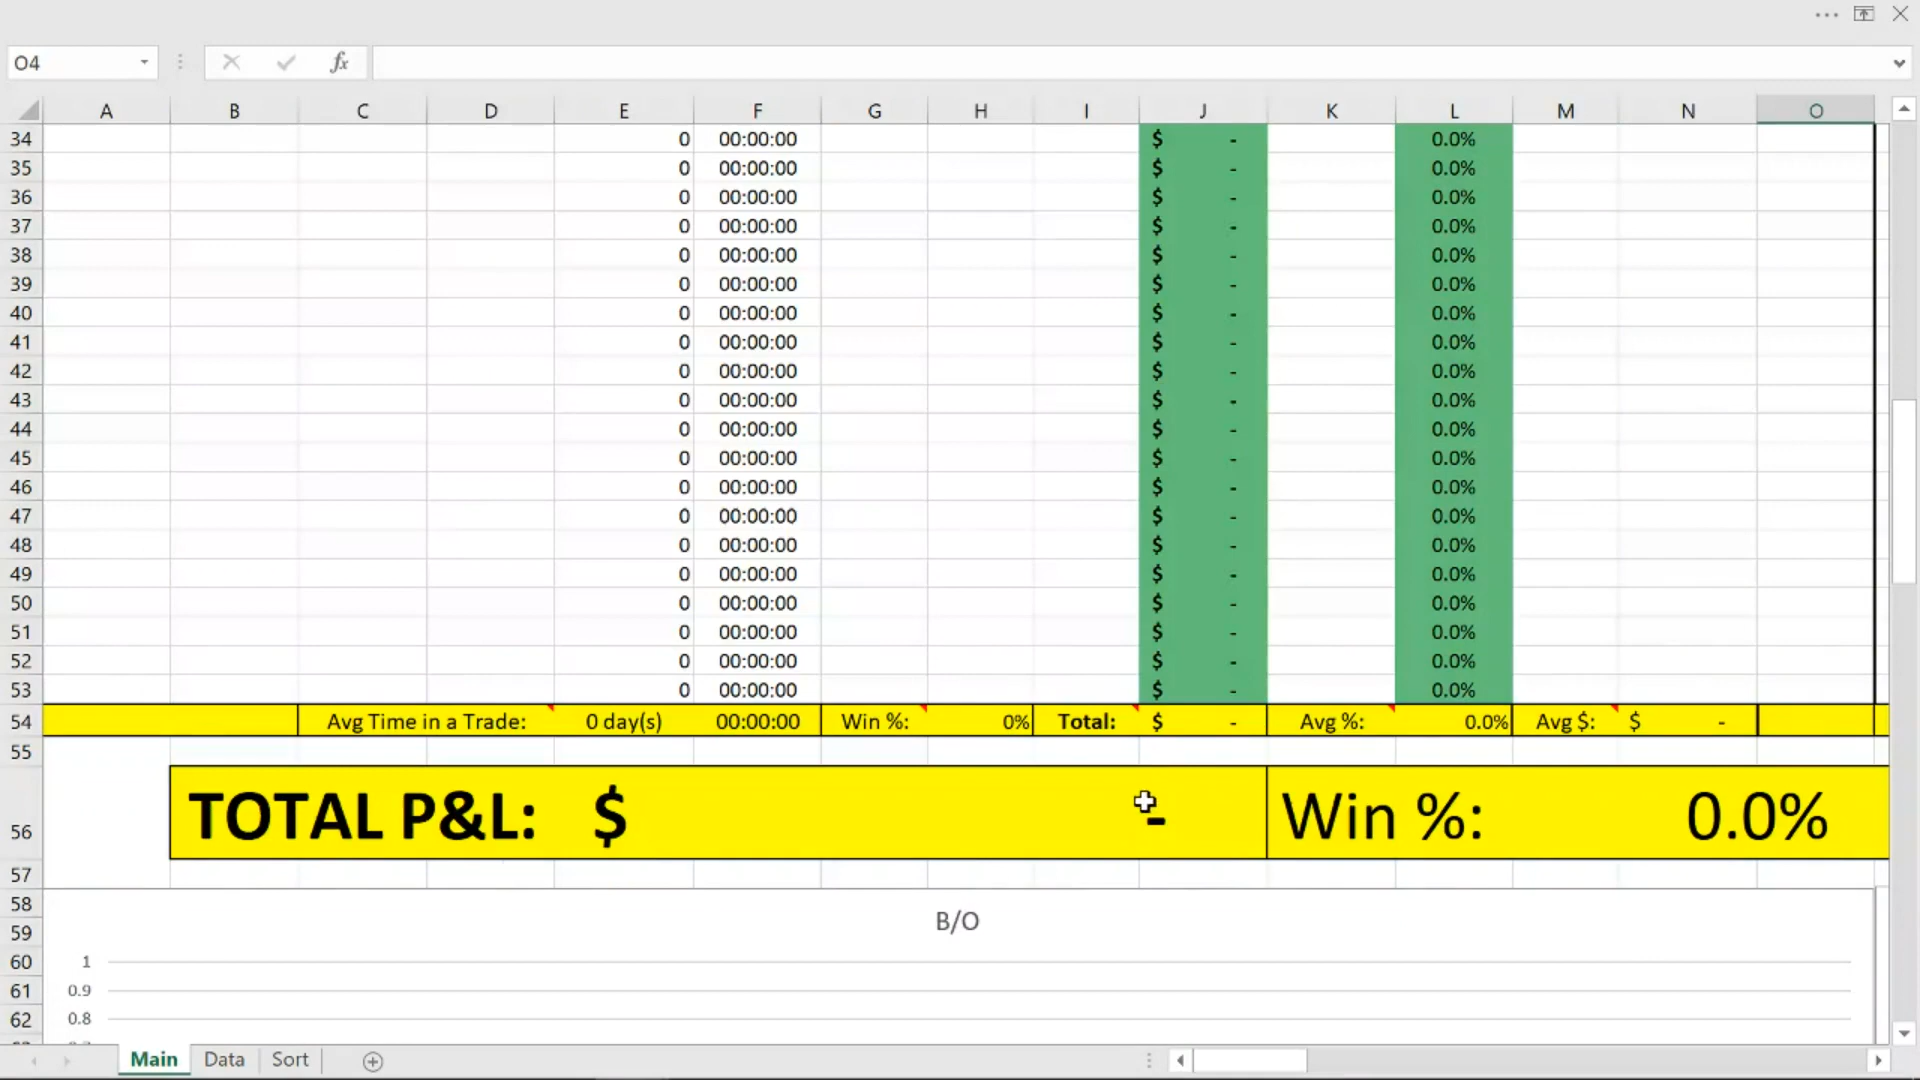 O4 fx
A B C D E F G H I J K L M N O
34 0 00:00:00 $ - 0.0%
35 0 00:00:00 $ - 0.0%
36 0 00:00:00 $ - 0.0%
37 0 00:00:00 $ - 0.0%
38 0 00:00:00 $ - 0.0%
39 0 00:00:00 $ - 0.0%
40 0 00:00:00 $ - 0.0%
41 0 00:00:00 $ - 0.0%
42 0 00:00:00 $ - 0.0%
43 0 00:00:00 $ - 0.0%
44 0 00:00:00 $ - 0.0%
45 0 00:00:00 $ - 0.0%
46 0 00:00:00 $ - 0.0%
47 0 00:00:00 $ - 0.0%
48 0 00:00:00 $ - 0.0%
49 0 00:00:00 $ - 0.0%
50 0 00:00:00 $ - 0.0%
51 0 00:00:00 $ - 0.0%
52 0 00:00:00 $ - 0.0%
53 0 00:00:00 $ - 0.0%
54 Avg Time in a Trade: 0 day(s) 00:00:00 Win %: 0% Total: $ - Avg %: 0.0% Avg $: $ -
55
56 TOTAL P&L: $ - Win %: 0.0%
57
58 B/O
59
60 1
61 0.9
62 0.8
Main Data Sort